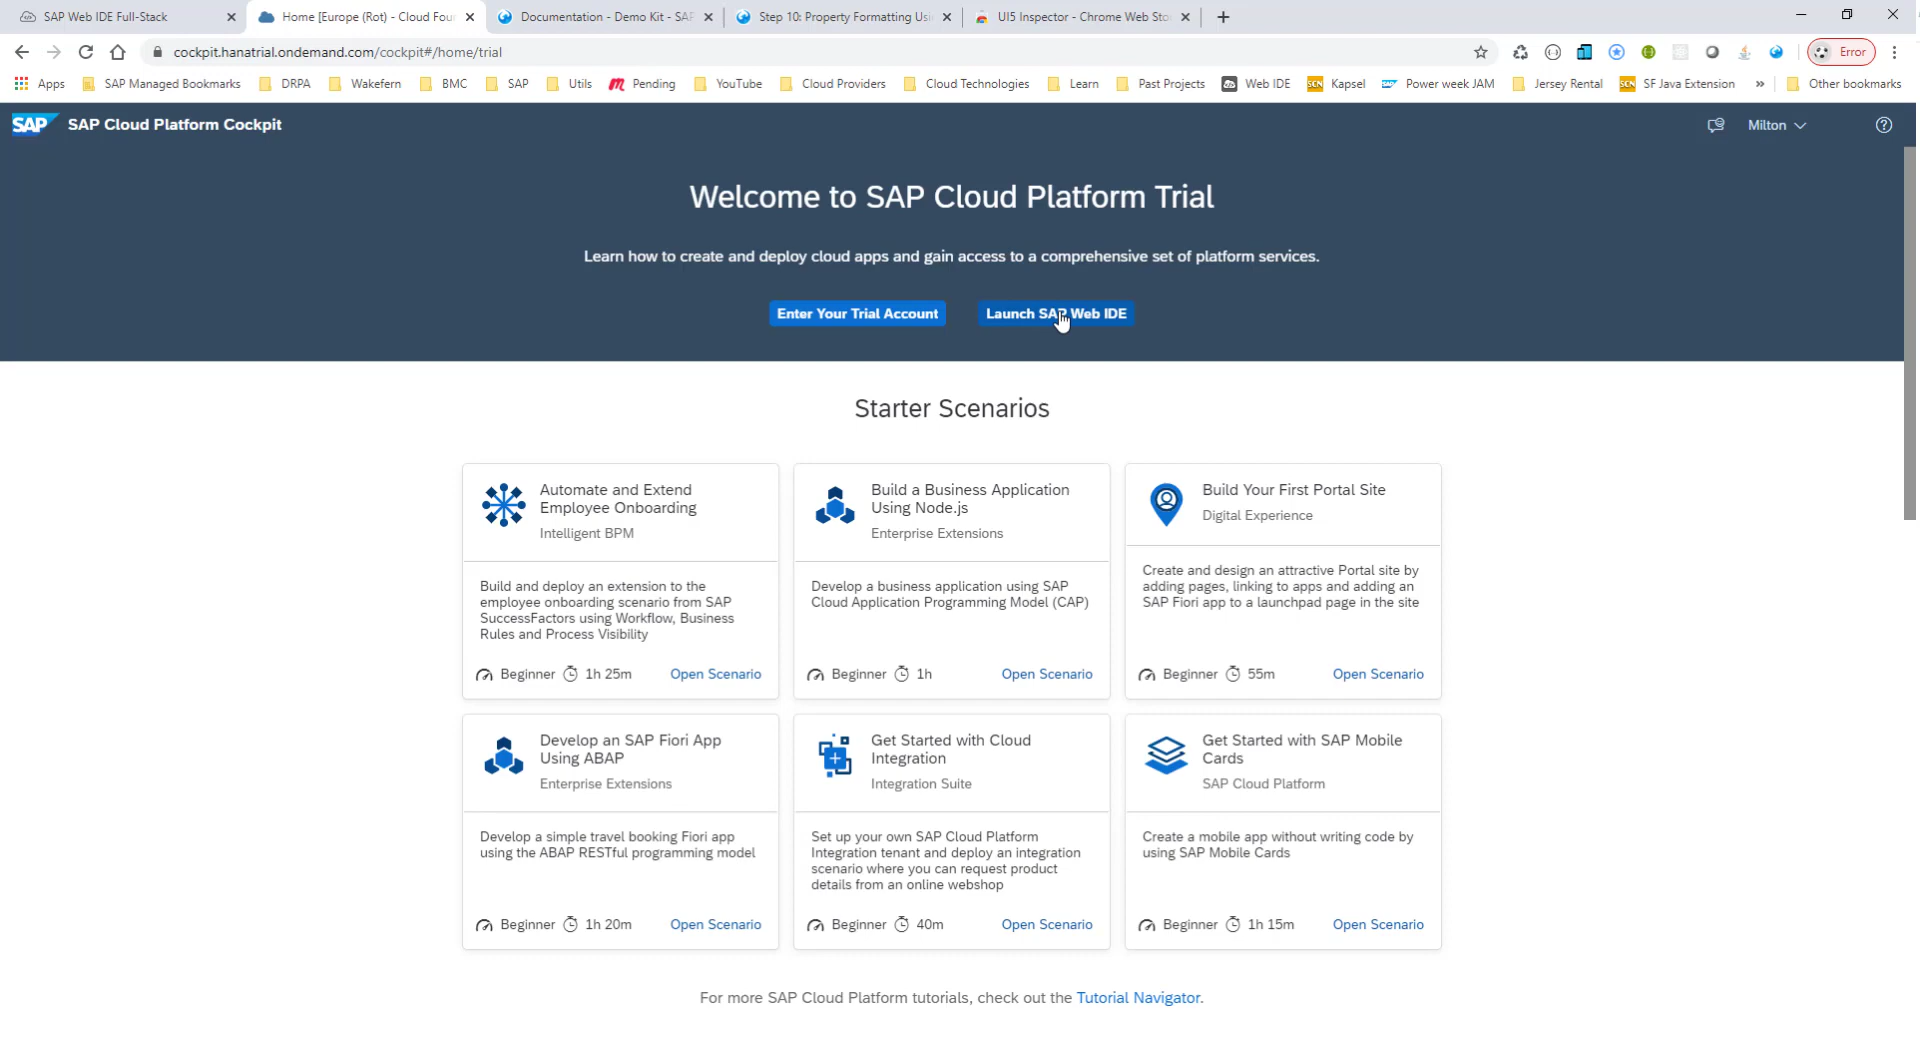 SAP Web IDE Full-Stack
Home [Europe (Rot) - Cloud Fou
Documentation - Demo Kit - SAP
Step 10: Property Formatting Usi
UI5 Inspector - Chrome Web Sto
cockpit.hanatrial.ondemand.com/cockpit#/home/trial
Error
Apps
SAP Managed Bookmarks
DRPA
Wakefern
BMC
SAP
Utils
Pending
YouTube
Cloud Providers
Cloud Technologies
Learn
Past Projects
Web IDE
Kapsel
Power week JAM
Jersey Rental
SF Java Extension
»
Other bookmarks
SAP SAP Cloud Platform Cockpit
Milton
Welcome to SAP Cloud Platform Trial
Learn how to create and deploy cloud apps and gain access to a comprehensive set of platform services.
Enter Your Trial Account
Launch SAP Web IDE
Starter Scenarios
Automate and Extend
Employee Onboarding
Intelligent BPM
Build and deploy an extension to the
employee onboarding scenario from SAP
SuccessFactors using Workflow, Business
Rules and Process Visibility
Beginner 1h 25m Open Scenario
Build a Business Application
Using Node.js
Enterprise Extensions
Develop a business application using SAP
Cloud Application Programming Model (CAP)
Beginner 1h Open Scenario
Build Your First Portal Site
Digital Experience
Create and design an attractive Portal site by
adding pages, linking to apps and adding an
SAP Fiori app to a launchpad page in the site
Beginner 55m Open Scenario
Develop an SAP Fiori App
Using ABAP
Enterprise Extensions
Develop a simple travel booking Fiori app
using the ABAP RESTful programming model
Beginner 1h 20m Open Scenario
Get Started with Cloud
Integration
Integration Suite
Set up your own SAP Cloud Platform
Integration tenant and deploy an integration
scenario where you can request product
details from an online webshop
Beginner 40m Open Scenario
Get Started with SAP Mobile
Cards
SAP Cloud Platform
Create a mobile app without writing code by
using SAP Mobile Cards
Beginner 1h 15m Open Scenario
For more SAP Cloud Platform tutorials, check out the Tutorial Navigator.